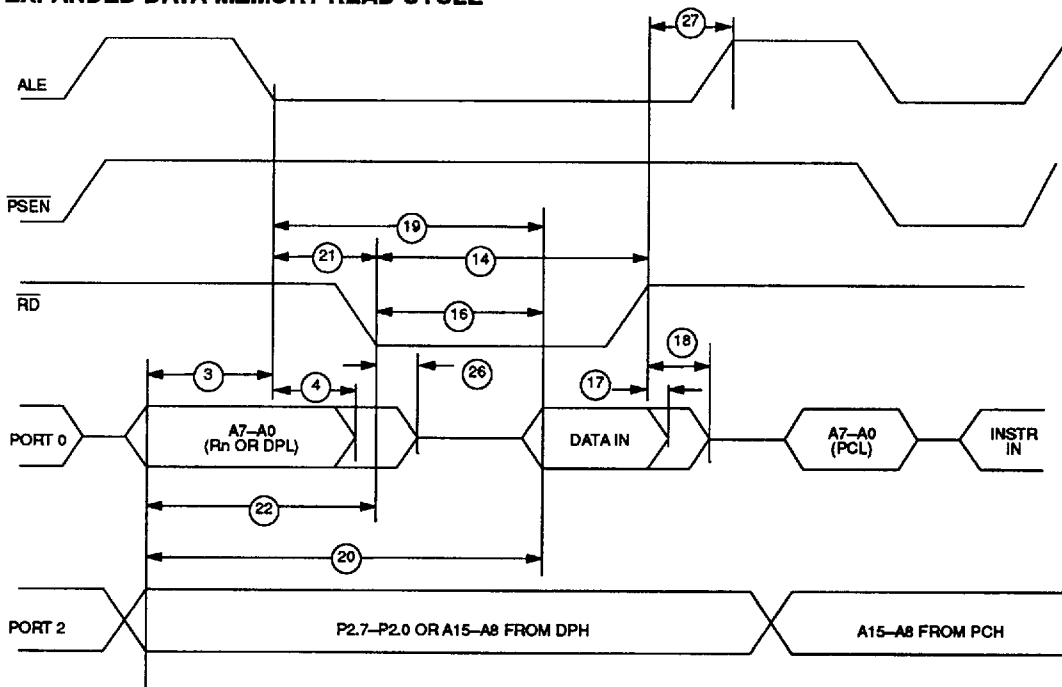 EXPANDED DATA MEMORY READ CYCLE
27
ALE
PSEN
19
21
14
RD
16
18
3
4
26
17
PORT 0
A7–A0
(Rn OR DPL)
DATA IN
A7–A0
(PCL)
INSTR
IN
22
20
PORT 2
P2.7–P2.0 OR A15–A8 FROM DPH
A15–A8 FROM PCH